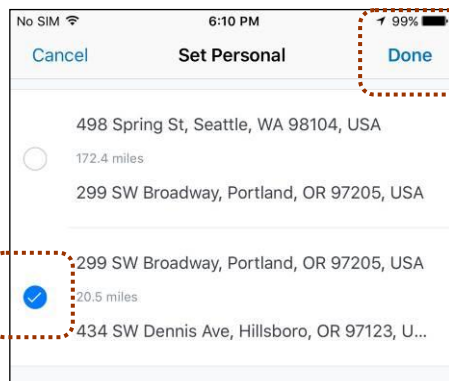 No SIM 6:10 PM 99%
Cancel Set Personal Done
498 Spring St, Seattle, WA 98104, USA
172.4 miles
299 SW Broadway, Portland, OR 97205, USA
299 SW Broadway, Portland, OR 97205, USA
20.5 miles
434 SW Dennis Ave, Hillsboro, OR 97123, U...